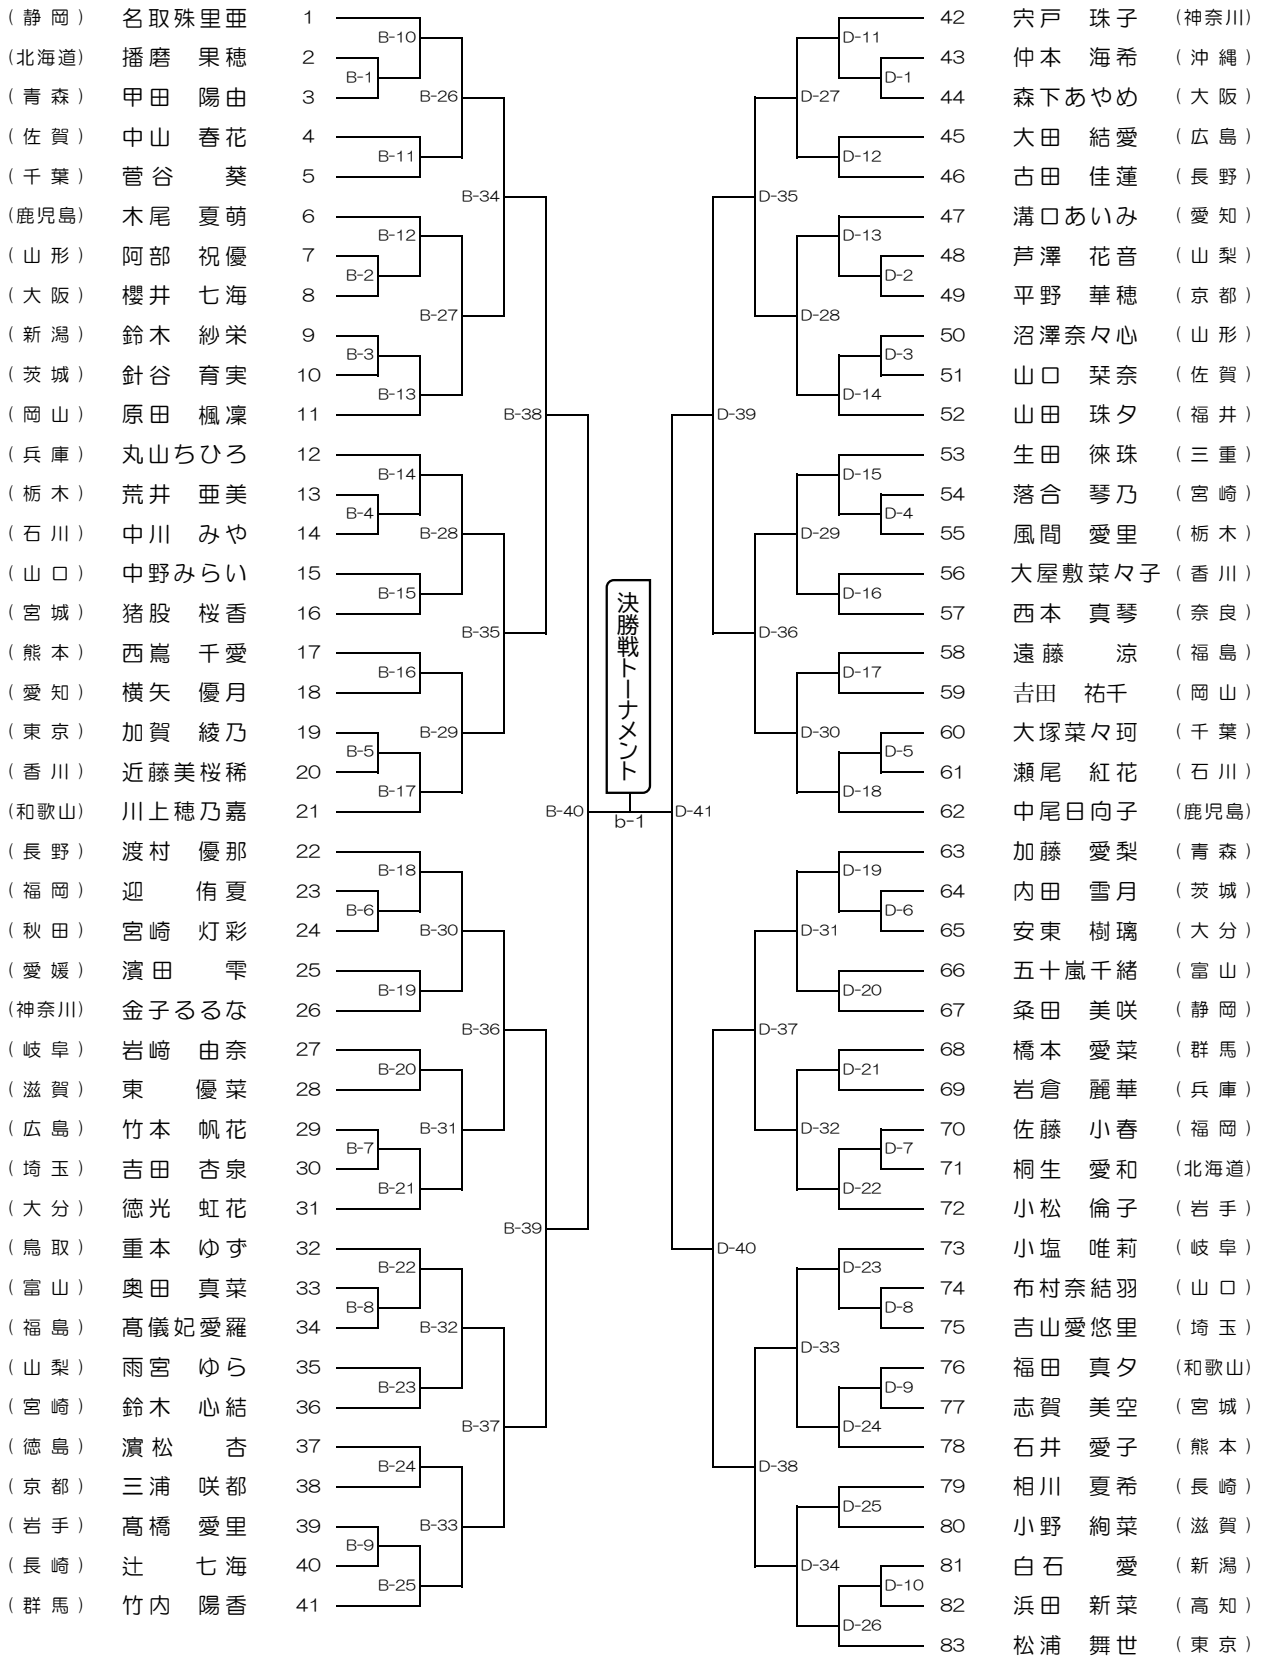 (静岡) 名取殊里亜 1
(北海道) 播磨 果穂 2
(青森) 甲田 陽由 3
(佐賀) 中山 春花 4
(千葉) 菅谷 葵 5
(鹿児島) 木尾 夏萌 6
(山形) 阿部 祝優 7
(大阪) 櫻井 七海 8
(新潟) 鈴木 紗栄 9
(茨城) 針谷 育実 10
(岡山) 原田 楓凜 11
(兵庫) 丸山ちひろ 12
(栃木) 荒井 亜美 13
(石川) 中川 みや 14
(山口) 中野みらい 15
(宮城) 猪股 桜香 16
(熊本) 西嶌 千愛 17
(愛知) 横矢 優月 18
(東京) 加賀 綾乃 19
(香川) 近藤美桜稀 20
(和歌山) 川上穂乃嘉 21
(長野) 渡村 優那 22
(福岡) 迎 侑夏 23
(秋田) 宮崎 灯彩 24
(愛媛) 濱田 雫 25
(神奈川) 金子るるな 26
(岐阜) 岩﨑 由奈 27
(滋賀) 東 優菜 28
(広島) 竹本 帆花 29
(埼玉) 吉田 杏泉 30
(大分) 徳光 虹花 31
(鳥取) 重本 ゆず 32
(富山) 奥田 真菜 33
(福島) 髙儀妃愛羅 34
(山梨) 雨宮 ゆら 35
(宮崎) 鈴木 心結 36
(徳島) 濵松 杏 37
(京都) 三浦 咲都 38
(岩手) 髙橋 愛里 39
(長崎) 辻 七海 40
(群馬) 竹内 陽香 41
B-1
B-2
B-3
B-4
B-5
B-6
B-7
B-8
B-9
B-10
B-11
B-12
B-13
B-14
B-15
B-16
B-17
B-18
B-19
B-20
B-21
B-22
B-23
B-24
B-25
B-26
B-27
B-28
B-29
B-30
B-31
B-32
B-33
B-34
B-35
B-36
B-37
B-38
B-39
B-40
決勝戦トーナメント
b-1
D-41
D-39
D-40
D-35
D-36
D-37
D-38
D-27
D-28
D-29
D-30
D-31
D-32
D-33
D-34
D-11
D-12
D-13
D-14
D-15
D-16
D-17
D-18
D-19
D-20
D-21
D-22
D-23
D-24
D-25
D-26
D-1
D-2
D-3
D-4
D-5
D-6
D-7
D-8
D-9
D-10
42 宍戸 珠子 (神奈川)
43 仲本 海希 (沖縄)
44 森下あやめ (大阪)
45 大田 結愛 (広島)
46 古田 佳蓮 (長野)
47 溝口あいみ (愛知)
48 芦澤 花音 (山梨)
49 平野 華穂 (京都)
50 沼澤奈々心 (山形)
51 山口 栞奈 (佐賀)
52 山田 珠夕 (福井)
53 生田 徠珠 (三重)
54 落合 琴乃 (宮崎)
55 風間 愛里 (栃木)
56 大屋敷菜々子 (香川)
57 西本 真琴 (奈良)
58 遠藤 涼 (福島)
59 𠮷田 祐千 (岡山)
60 大塚菜々珂 (千葉)
61 瀬尾 紅花 (石川)
62 中尾日向子 (鹿児島)
63 加藤 愛梨 (青森)
64 内田 雪月 (茨城)
65 安東 樹璃 (大分)
66 五十嵐千緒 (富山)
67 粂田 美咲 (静岡)
68 橋本 愛菜 (群馬)
69 岩倉 麗華 (兵庫)
70 佐藤 小春 (福岡)
71 桐生 愛和 (北海道)
72 小松 倫子 (岩手)
73 小塩 唯莉 (岐阜)
74 布村奈結羽 (山口)
75 吉山愛悠里 (埼玉)
76 福田 真夕 (和歌山)
77 志賀 美空 (宮城)
78 石井 愛子 (熊本)
79 相川 夏希 (長崎)
80 小野 絢菜 (滋賀)
81 白石 愛 (新潟)
82 浜田 新菜 (高知)
83 松浦 舞世 (東京)